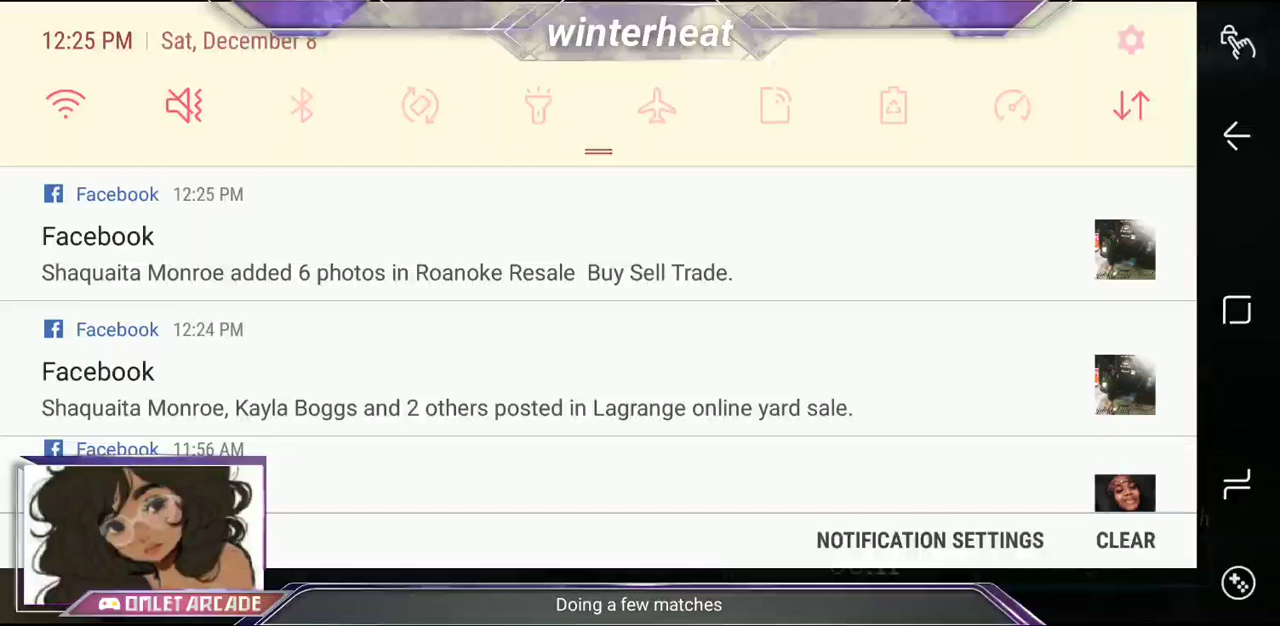 winterheat
12:25 PM | Sat, December 8
Facebook 12:25 PM
Facebook
Shaquaita Monroe added 6 photos in Roanoke Resale  Buy Sell Trade.
Facebook 12:24 PM
Facebook
Shaquaita Monroe, Kayla Boggs and 2 others posted in Lagrange online yard sale.
Facebook 11:56 AM
NOTIFICATION SETTINGS CLEAR
OMLET ARCADE
Doing a few matches